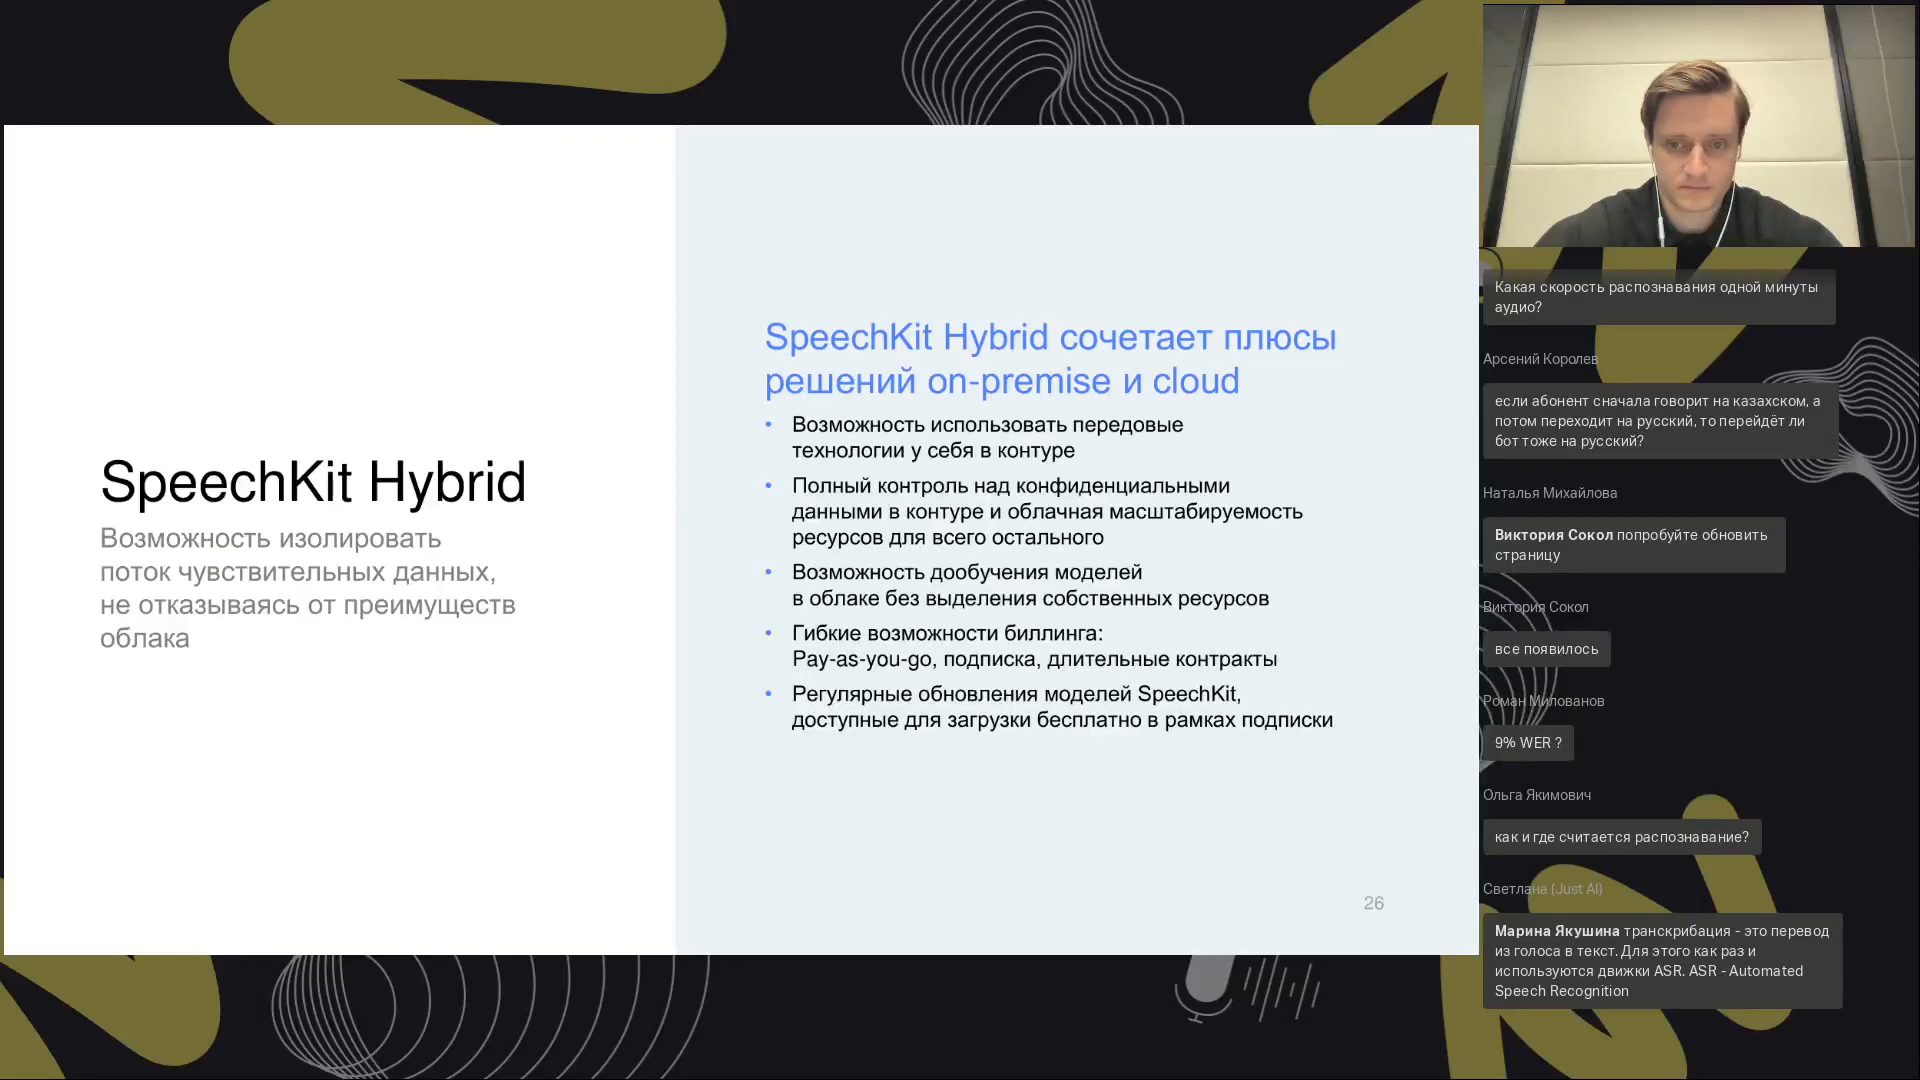 SpeechKit Hybrid
Возможность изолировать
поток чувствительных данных,
не отказываясь от преимуществ
облака
SpeechKit Hybrid сочетает плюсы
решений on-premise и cloud
• Возможность использовать передовые
технологии у себя в контуре
• Полный контроль над конфиденциальными
данными в контуре и облачная масштабируемость
ресурсов для всего остального
• Возможность дообучения моделей
в облаке без выделения собственных ресурсов
• Гибкие возможности биллинга:
Pay-as-you-go, подписка, длительные контракты
• Регулярные обновления моделей SpeechKit,
доступные для загрузки бесплатно в рамках подписки
26
Какая скорость распознавания одной минуты
аудио?
Арсений Королев
если абонент сначала говорит на казахском, а
потом переходит на русский, то перейдёт ли
бот тоже на русский?
Наталья Михайлова
Виктория Сокол попробуйте обновить
страницу
Виктория Сокол
все появилось
Роман Милованов
9% WER ?
Ольга Якимович
как и где считается распознавание?
Светлана (Just AI)
Марина Якушина транскрибация - это перевод
из голоса в текст. Для этого как раз и
используются движки ASR. ASR - Automated
Speech Recognition